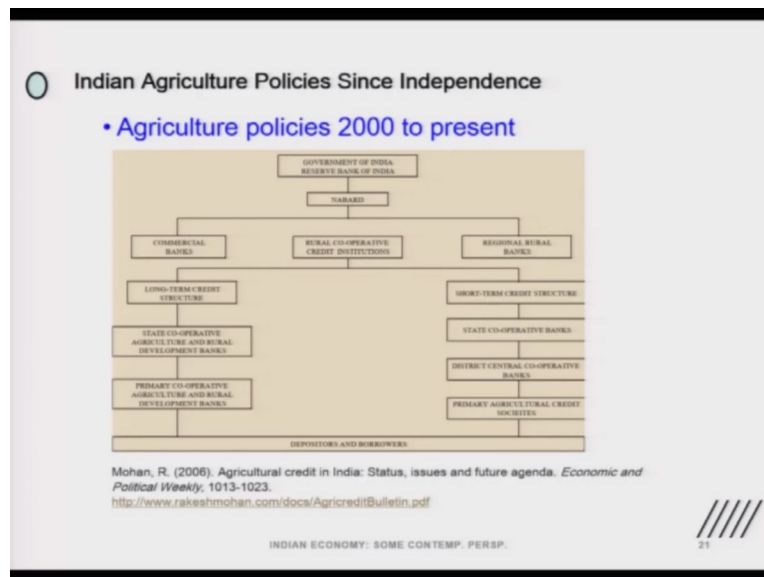 Indian Agriculture Policies Since Independence
• Agriculture policies 2000 to present
GOVERNMENT OF INDIA
RESERVE BANK OF INDIA
NABARD
COMMERCIAL
BANKS
RURAL CO-OPERATIVE
CREDIT INSTITUTIONS
REGIONAL RURAL
BANKS
LONG-TERM CREDIT
STRUCTURE
SHORT-TERM CREDIT STRUCTURE
STATE CO-OPERATIVE
AGRICULTURE AND RURAL
DEVELOPMENT BANKS
STATE CO-OPERATIVE BANKS
DISTRICT CENTRAL CO-OPERATIVE
BANKS
PRIMARY CO-OPERATIVE
AGRICULTURE AND RURAL
DEVELOPMENT BANKS
PRIMARY AGRICULTURAL CREDIT
SOCIETIES
DEPOSITORS AND BORROWERS
Mohan, R. (2006). Agricultural credit in India: Status, issues and future agenda. Economic and
Political Weekly, 1013-1023.
http://www.rakeshmohan.com/docs/AgricreditBulletin.pdf
INDIAN ECONOMY: SOME CONTEMP. PERSP.
21